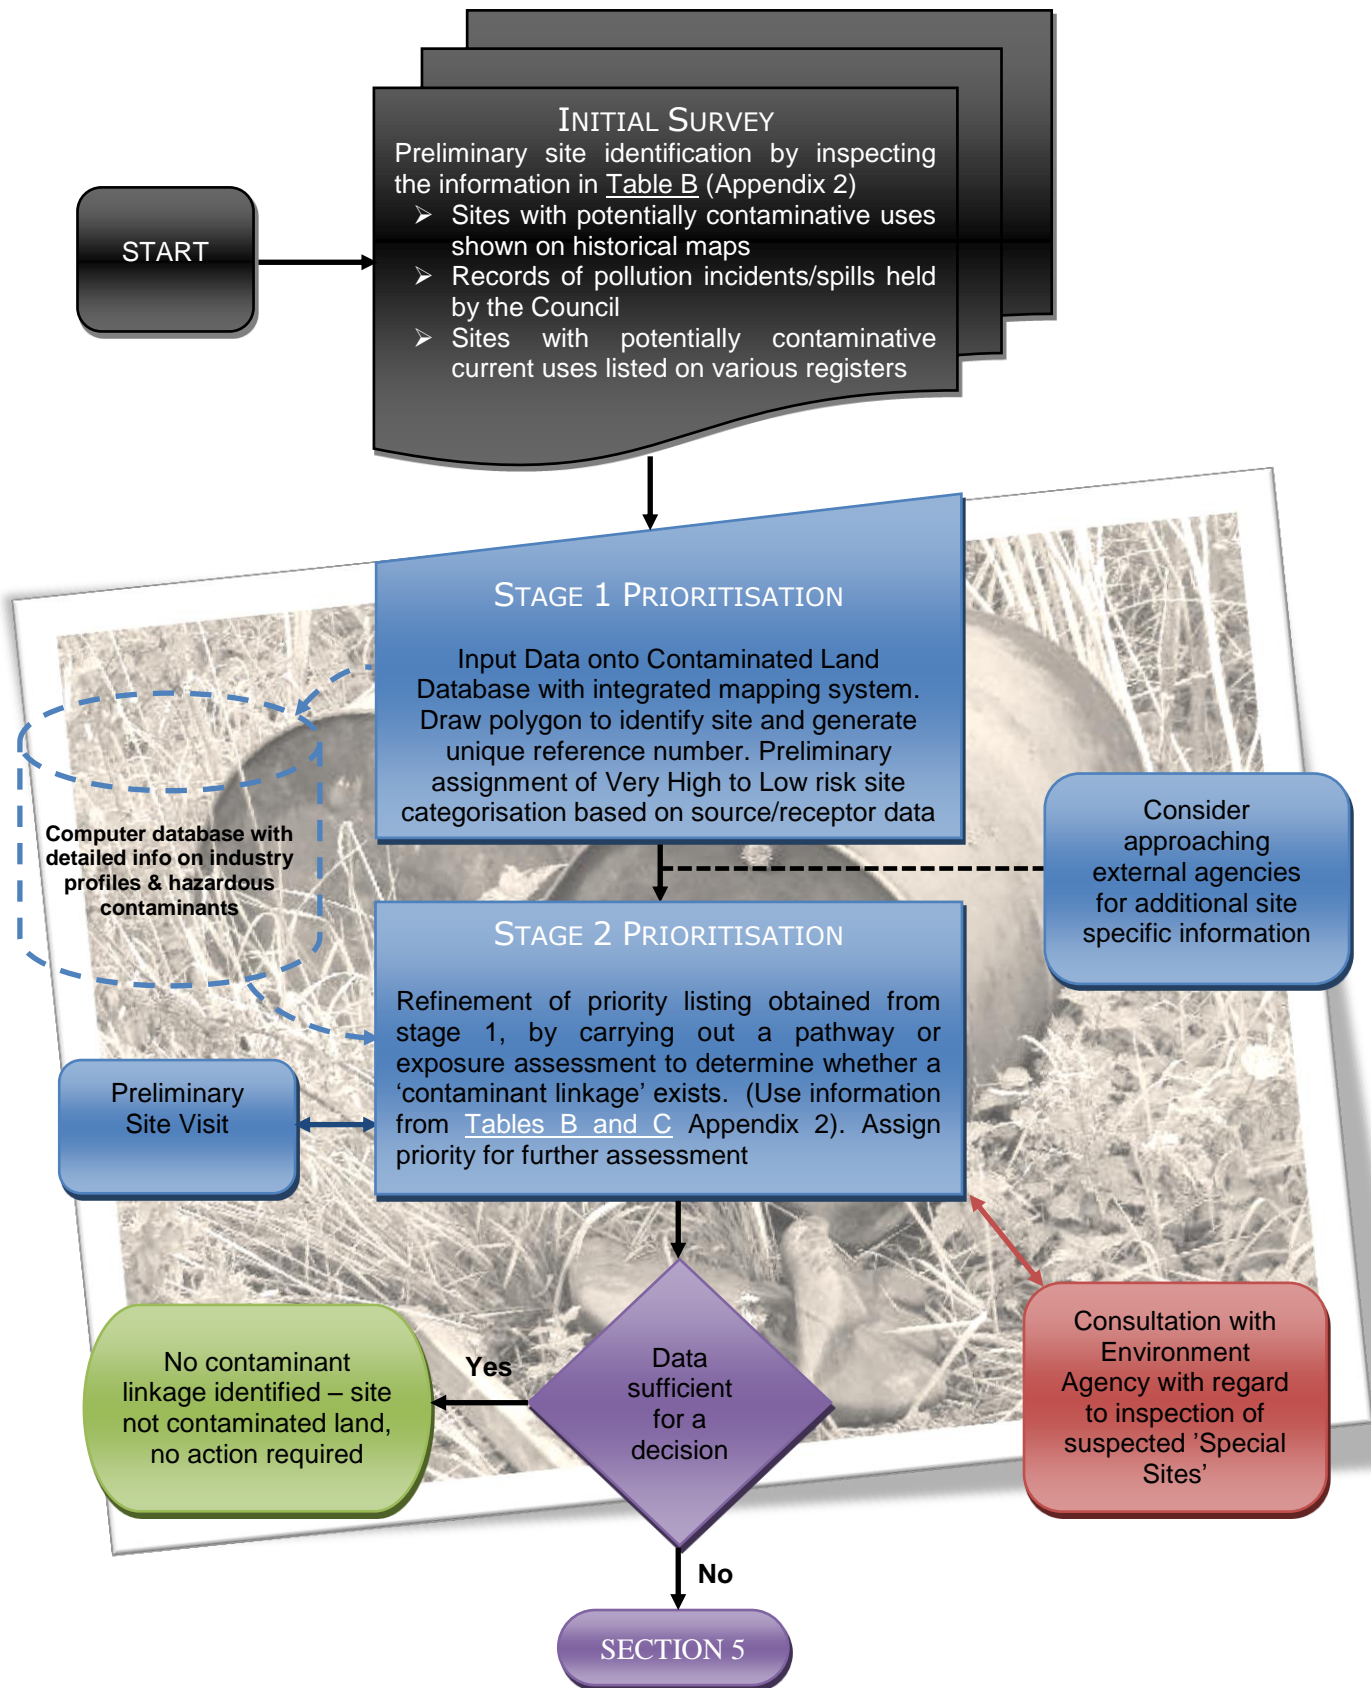 START
INITIAL SURVEY
Preliminary site identification by inspecting
the information in Table B (Appendix 2)
➢ Sites with potentially contaminative uses
shown on historical maps
➢ Records of pollution incidents/spills held
by the Council
➢ Sites with potentially contaminative
current uses listed on various registers
STAGE 1 PRIORITISATION
Input Data onto Contaminated Land
Database with integrated mapping system.
Draw polygon to identify site and generate
unique reference number. Preliminary
assignment of Very High to Low risk site
categorisation based on source/receptor data
Computer database with
detailed info on industry
profiles & hazardous
contaminants
Consider
approaching
external agencies
for additional site
specific information
STAGE 2 PRIORITISATION
Refinement of priority listing obtained from
stage 1, by carrying out a pathway or
exposure assessment to determine whether a
‘contaminant linkage’ exists. (Use information
from Tables B and C Appendix 2). Assign
priority for further assessment
Preliminary
Site Visit
Consultation with
Environment
Agency with regard
to inspection of
suspected ’Special
Sites’
Data
sufficient
for a
decision
Yes
No contaminant
linkage identified – site
not contaminated land,
no action required
No
SECTION 5